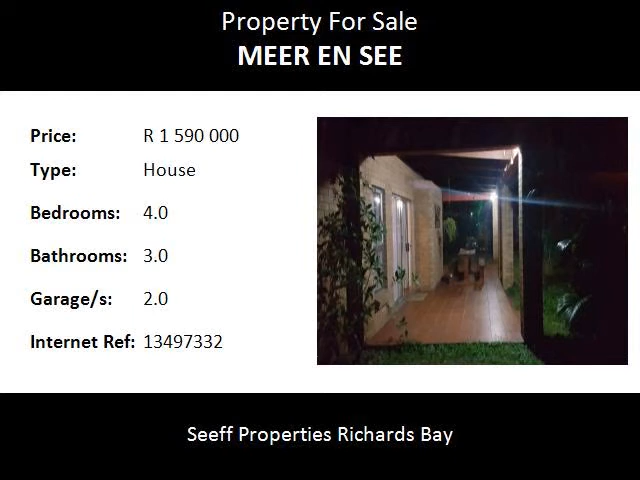 Property For Sale
MEER EN SEE
Price: R 1 590 000
Type: House
Bedrooms: 4.0
Bathrooms: 3.0
Garage/s: 2.0
Internet Ref: 13497332
Seeff Properties Richards Bay